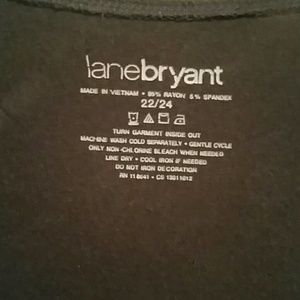 lanebryant
MADE IN VIETNAM • 95% RAYON 5% SPANDEX
22/24
TURN GARMENT INSIDE OUT
MACHINE WASH COLD SEPARATELY • GENTLE CYCLE
ONLY NON-CHLORINE BLEACH WHEN NEEDED
LINE DRY • COOL IRON IF NEEDED
DO NOT IRON DECORATION